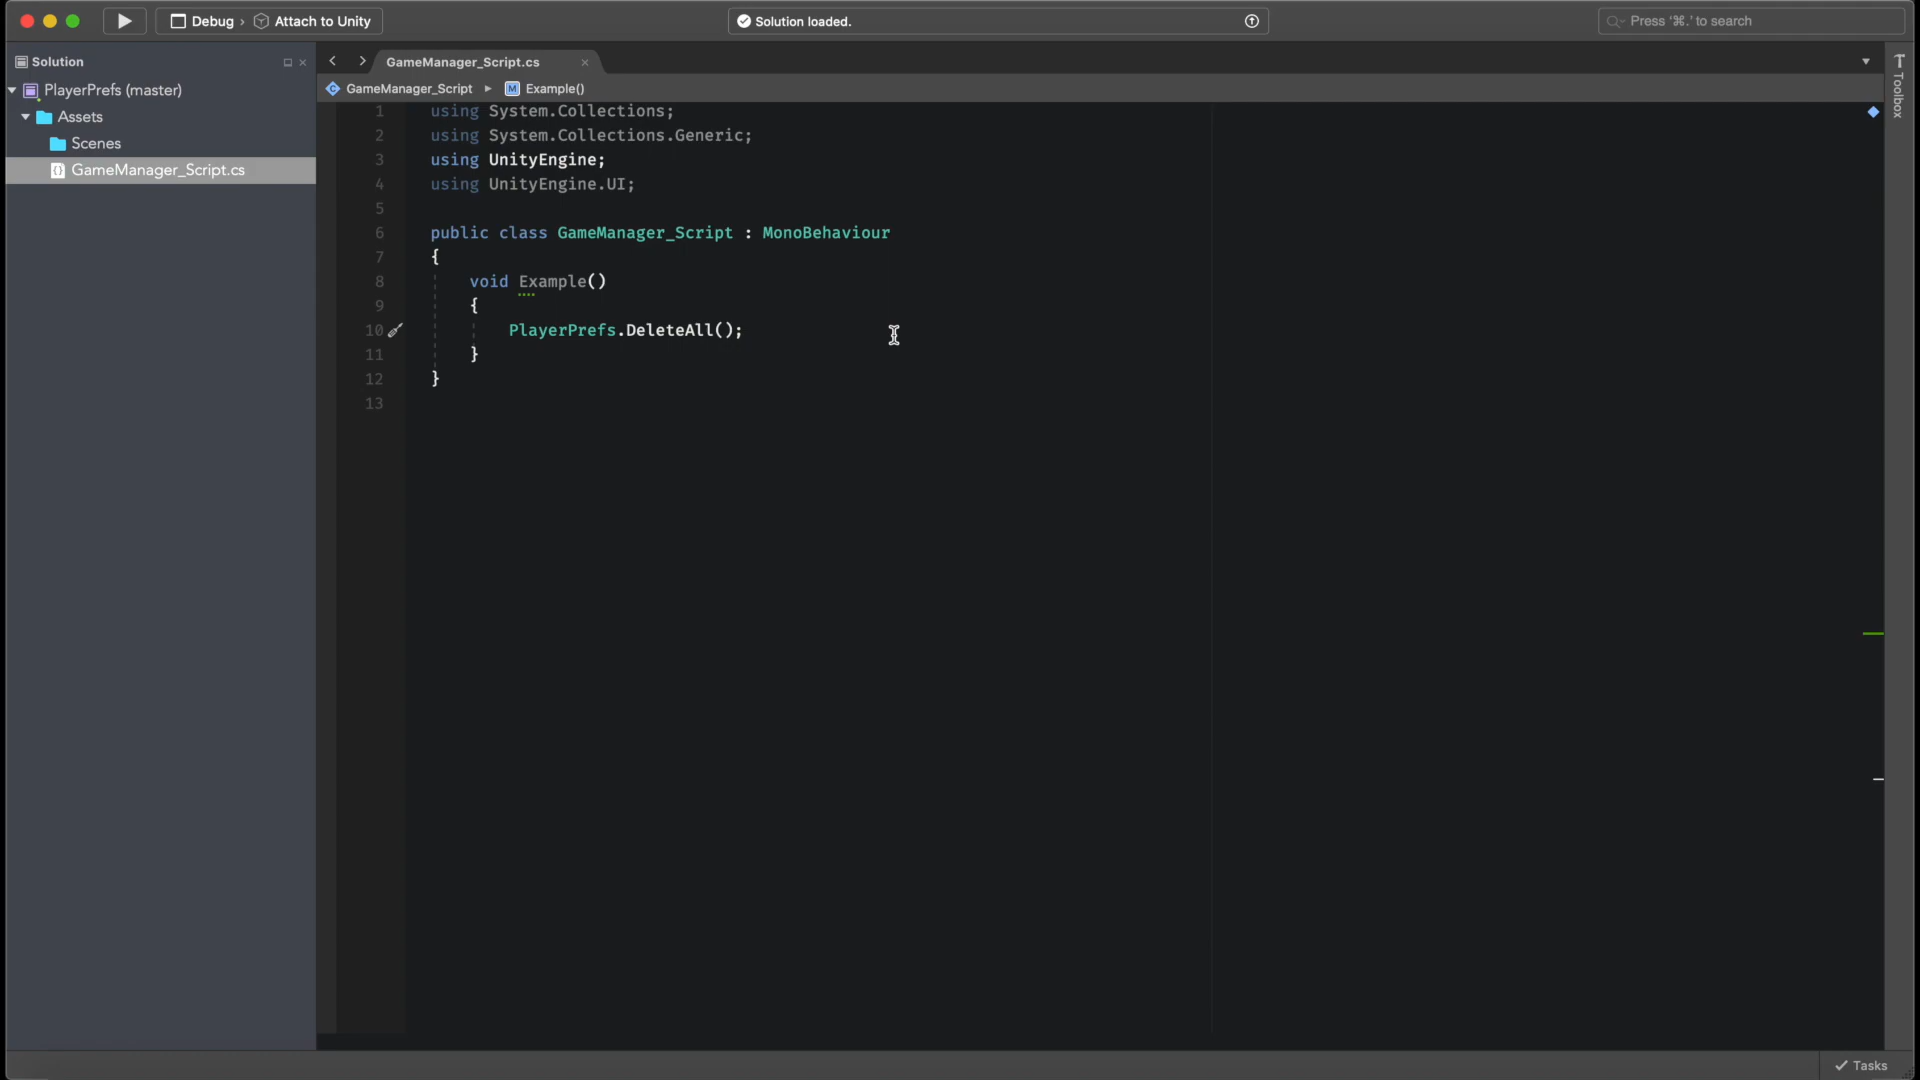 Debug › Attach to Unity
Solution loaded.
Press '⌘.' to search
Solution
GameManager_Script.cs
PlayerPrefs (master)
Assets
Scenes
GameManager_Script.cs
GameManager_Script ▸ Example()
1 using System.Collections;
2 using System.Collections.Generic;
3 using UnityEngine;
4 using UnityEngine.UI;
5
6 public class GameManager_Script : MonoBehaviour
7 {
8 void Example()
9 {
10 PlayerPrefs.DeleteAll();
11 }
12 }
13
Toolbox
Tasks